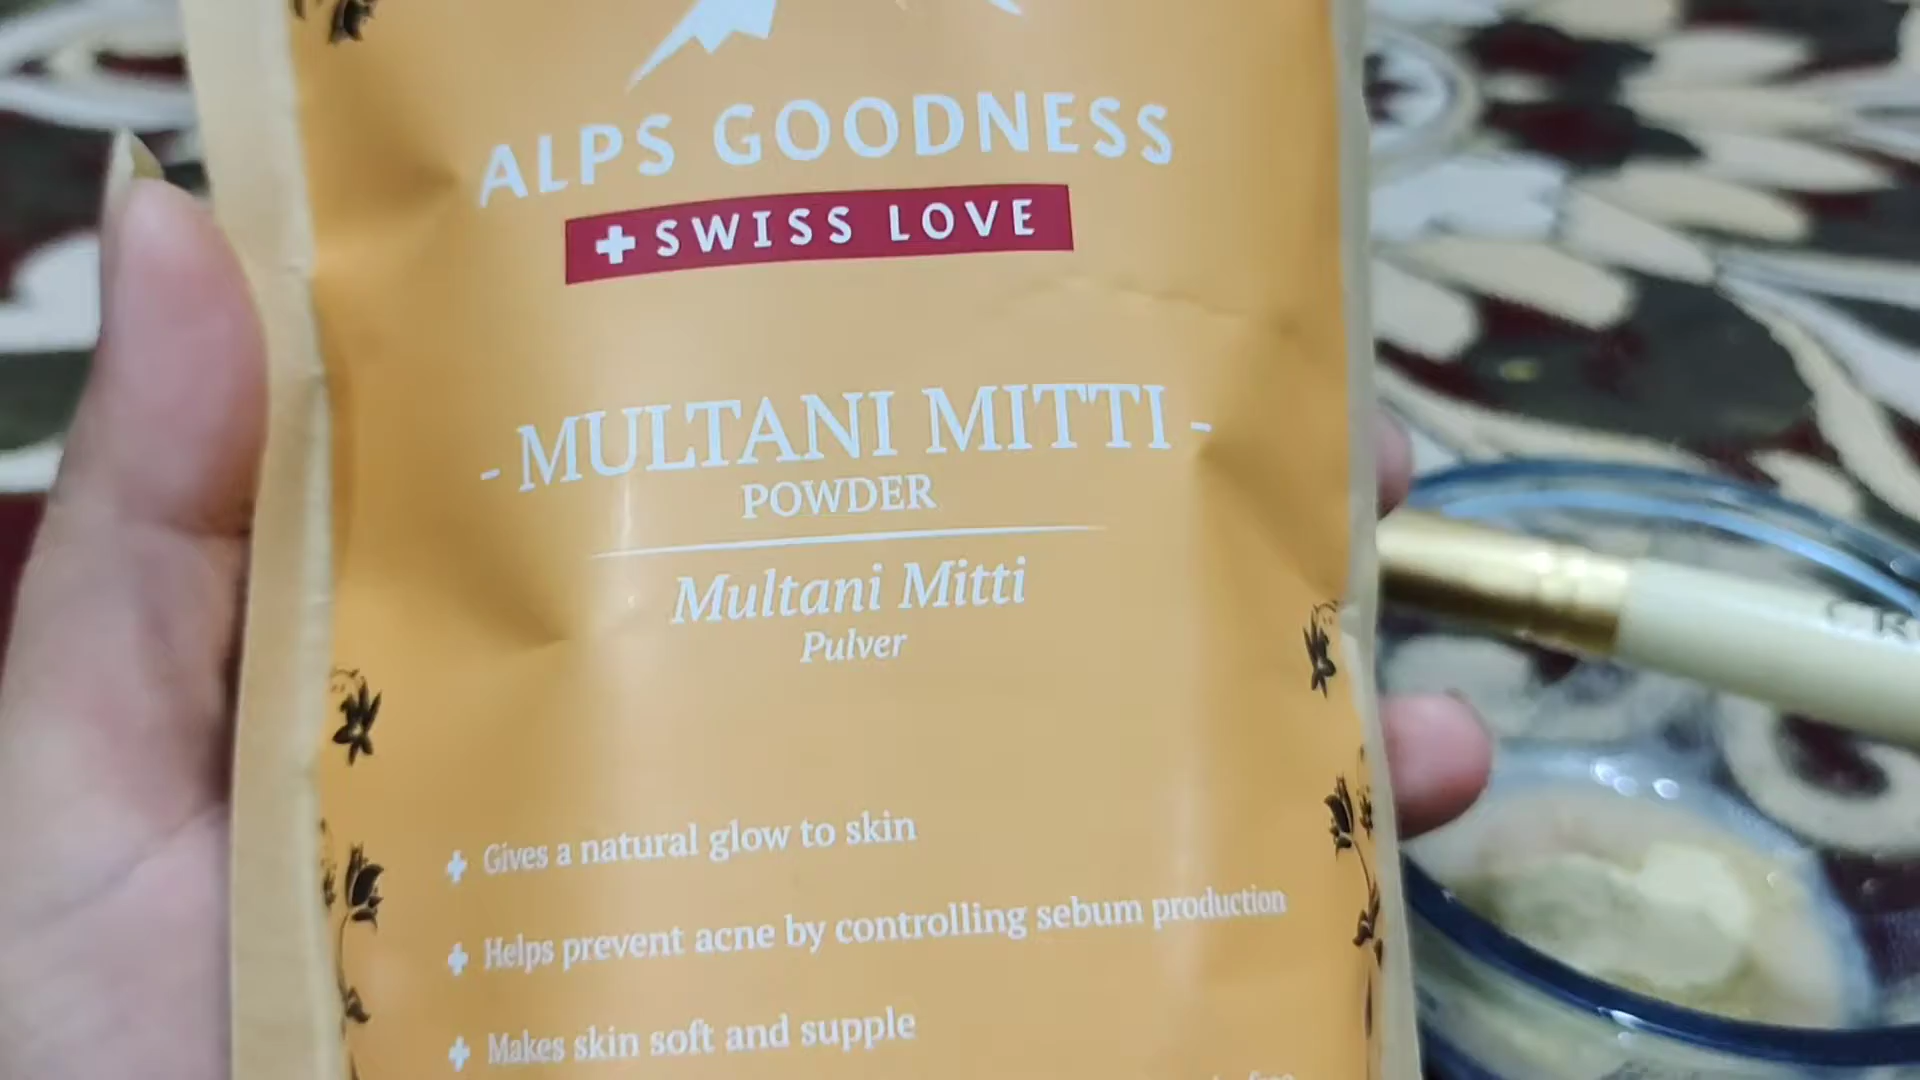 ALPS GOODNESS
SWISS LOVE
- MULTANI MITTI -
POWDER
Multani Mitti
Pulver
Gives a natural glow to skin
Helps prevent acne by controlling sebum production
Makes skin soft and supple